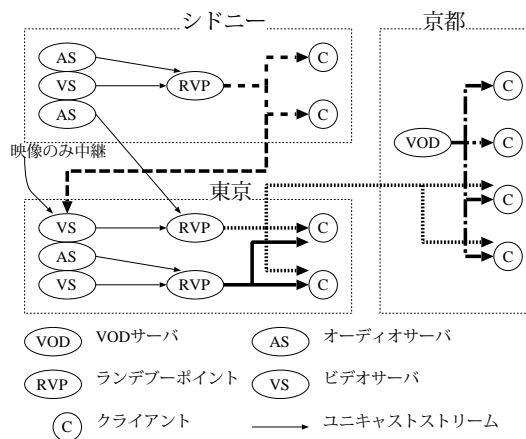 シドニー
京都
AS
VS
AS
RVP
C
C
C
VOD
C
C
C
映像のみ中継
東京
VS
AS
VS
RVP
RVP
C
C
VOD VODサーバ
AS オーディオサーバ
RVP ランデブーポイント
VS ビデオサーバ
C クライアント
ユニキャストストリーム